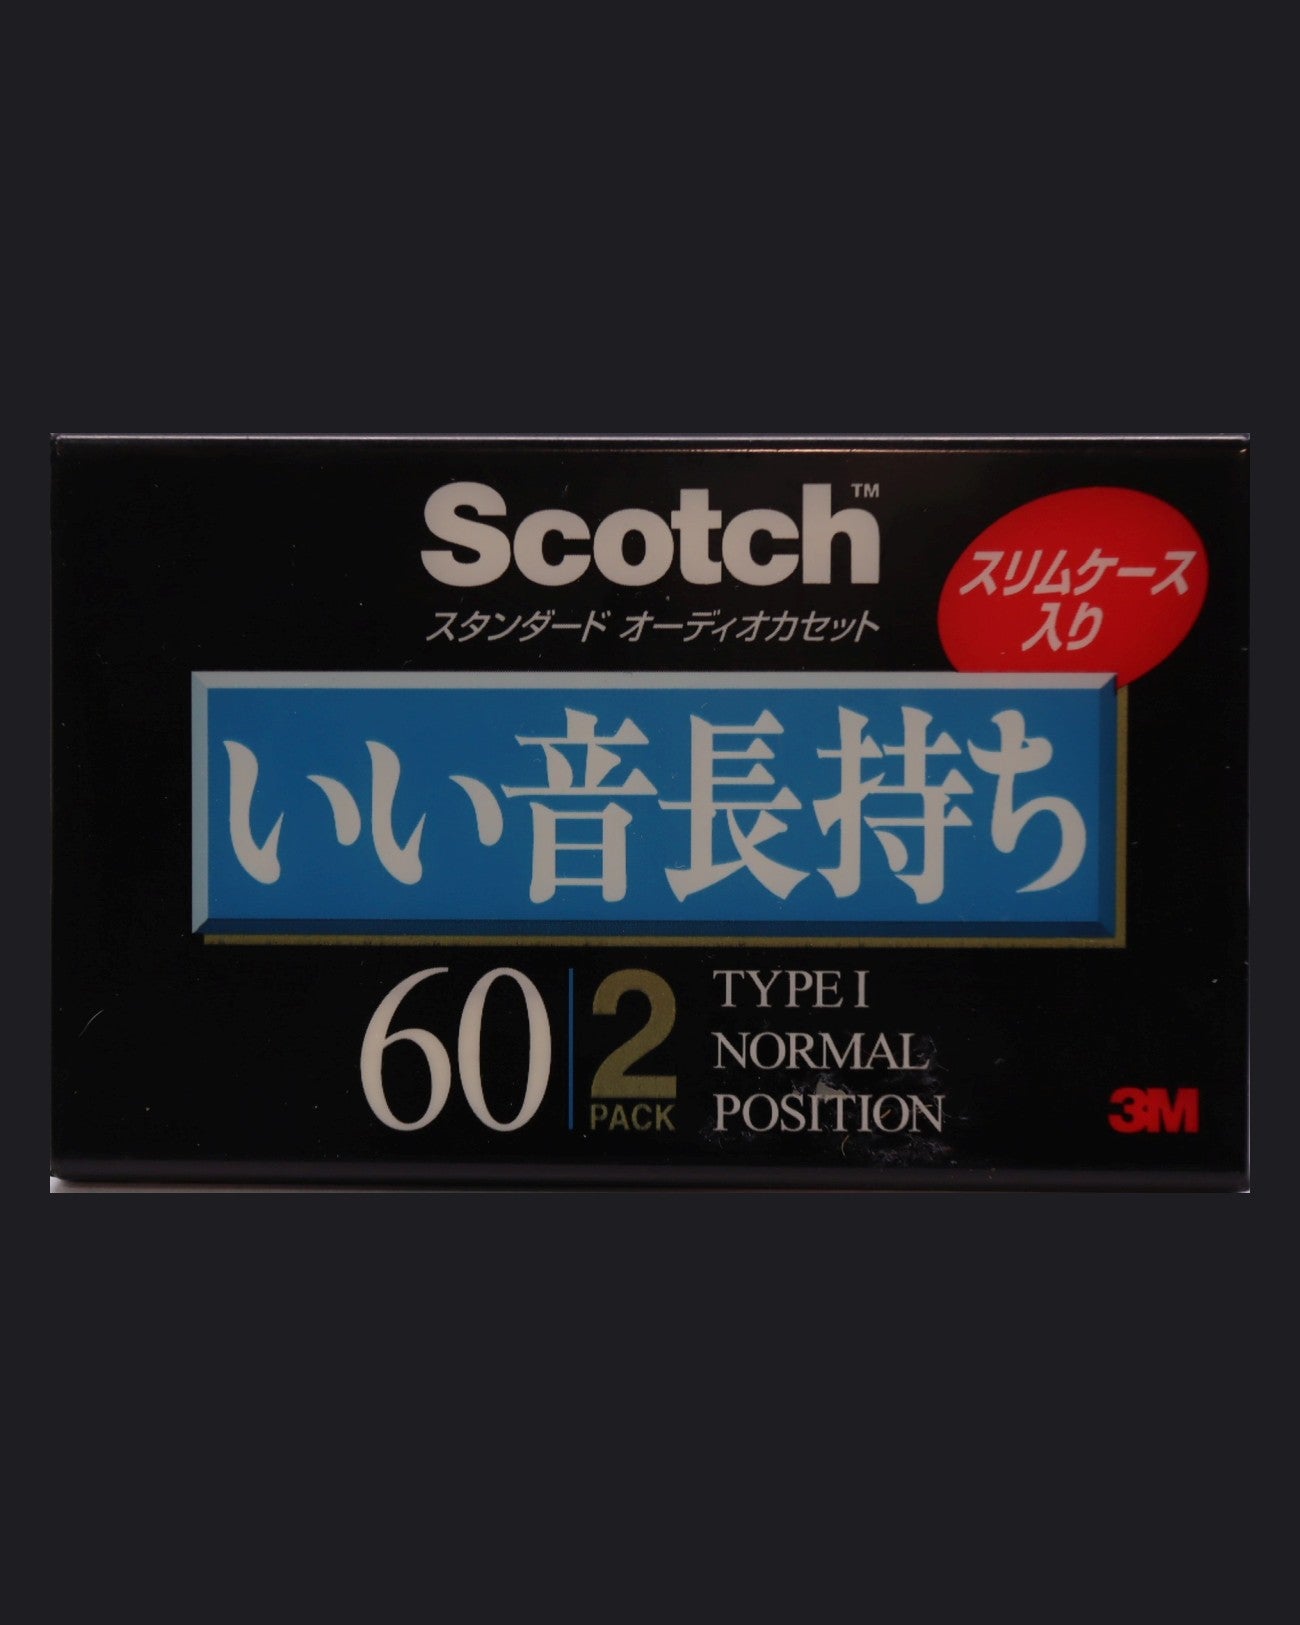 Scotch™
スタンダード オーディオカセット
スリムケース
入り
いい音長持ち
60
2
PACK
TYPE I
NORMAL
POSITION
3M